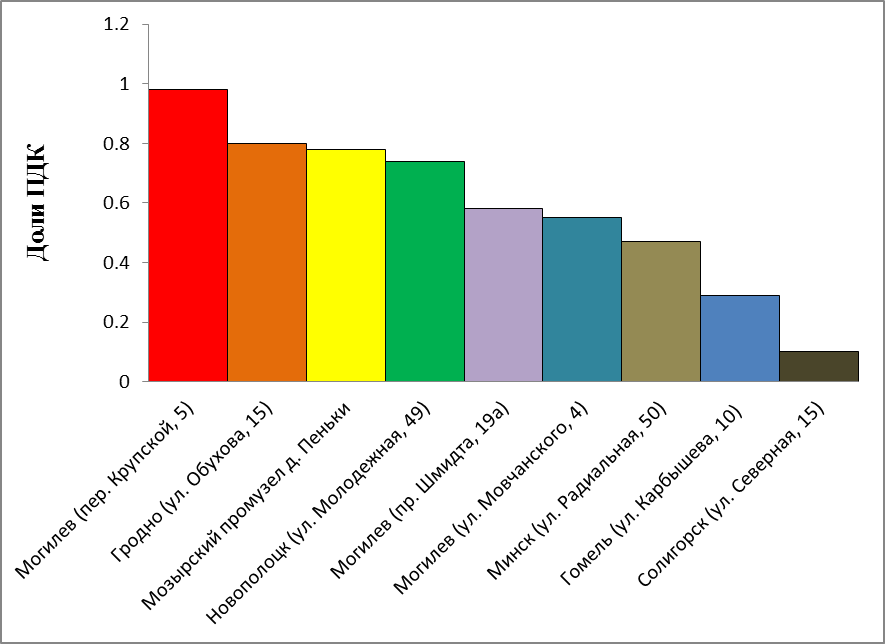 Доли ПДК
1.2
1
0.8
0.6
0.4
0.2
0
Могилев (пер. Крупской, 5)
Гродно (ул. Обухова, 15)
Мозырский промузел д. Пеньки
Новополоцк (ул. Молодежная, 49)
Могилев (пр. Шмидта, 19а)
Могилев (ул. Мовчанского, 4)
Минск (ул. Радиальная, 50)
Гомель (ул. Карбышева, 10)
Солигорск (ул. Северная, 15)